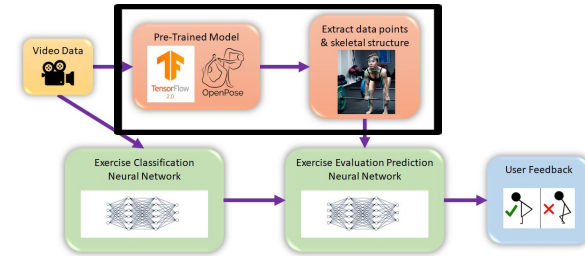 Video Data
Pre-Trained Model
TensorFlow
2.0
OpenPose
Extract data points
& skeletal structure
Exercise Classification
Neural Network
Exercise Evaluation Prediction
Neural Network
User Feedback